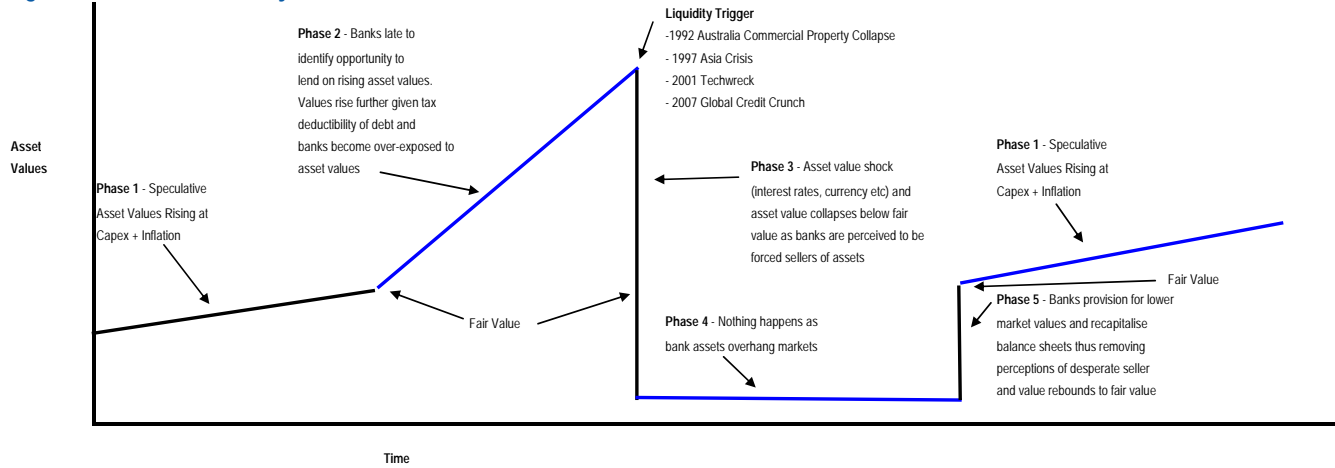 Phase 2 - Banks late to
identify opportunity to
lend on rising asset values.
Values rise further given tax
deductibility of debt and
banks become over-exposed to
asset values
Liquidity Trigger
-1992 Australia Commercial Property Collapse
- 1997 Asia Crisis
- 2001 Techwreck
- 2007 Global Credit Crunch
Asset
Values
Phase 1 - Speculative
Asset Values Rising at
Capex + Inflation
Phase 3 - Asset value shock
(interest rates, currency etc) and
asset value collapses below fair
value as banks are perceived to be
forced sellers of assets
Phase 1 - Speculative
Asset Values Rising at
Capex + Inflation
Fair Value
Fair Value
Phase 4 - Nothing happens as
bank assets overhang markets
Phase 5 - Banks provision for lower
market values and recapitalise
balance sheets thus removing
perceptions of desperate seller
and value rebounds to fair value
Time